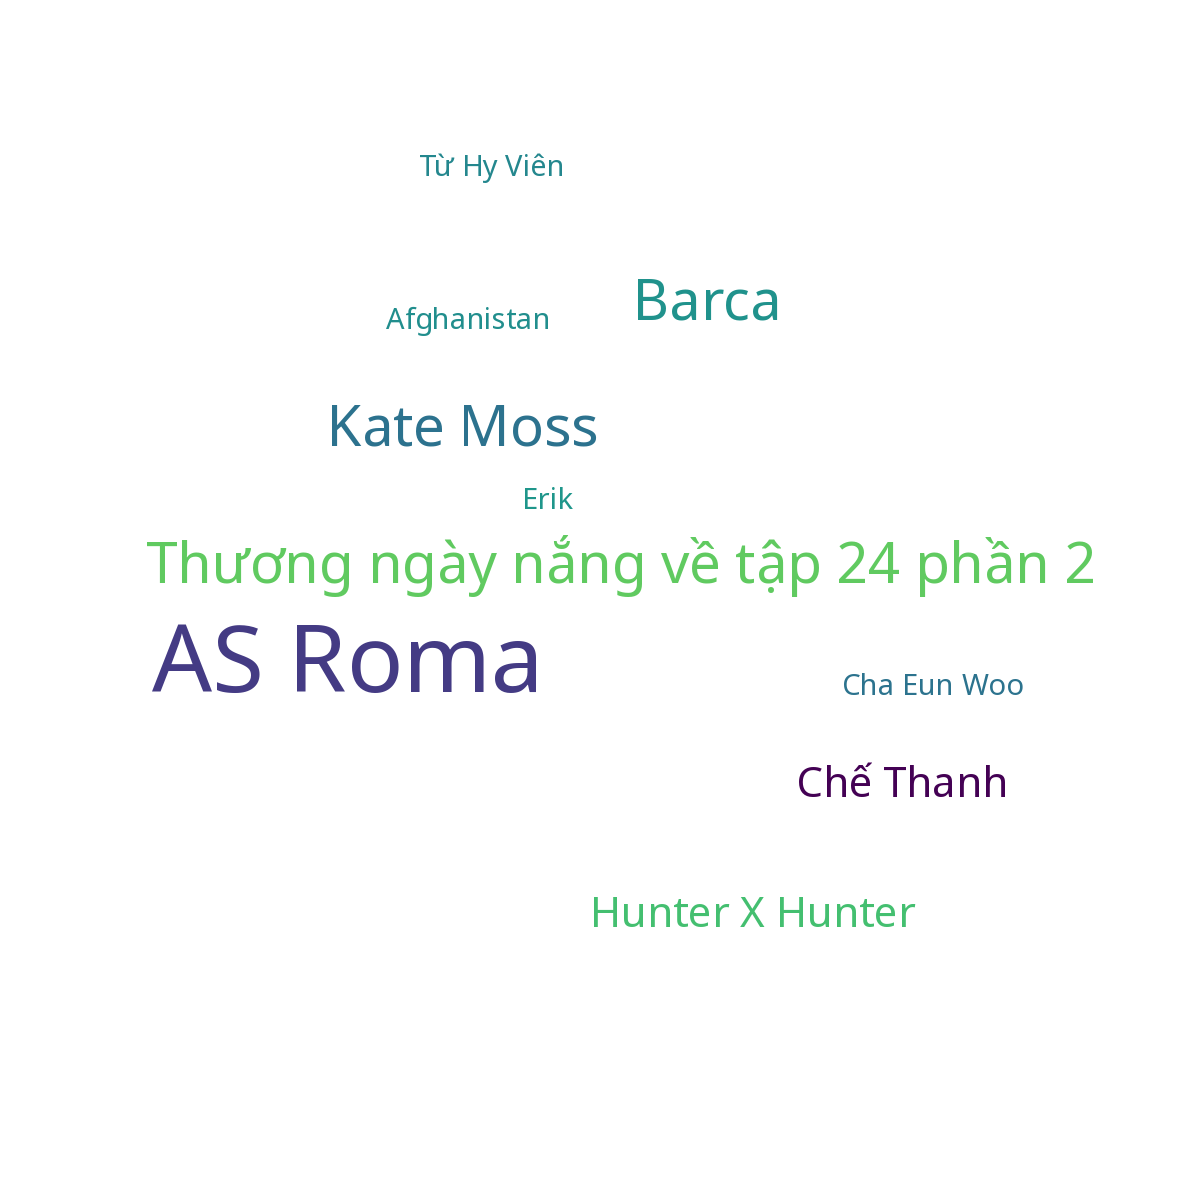 Từ Hy Viên
Barca
Afghanistan
Kate Moss
Erik
Thương ngày nắng về tập 24 phần 2
AS Roma
Cha Eun Woo
Chế Thanh
Hunter X Hunter